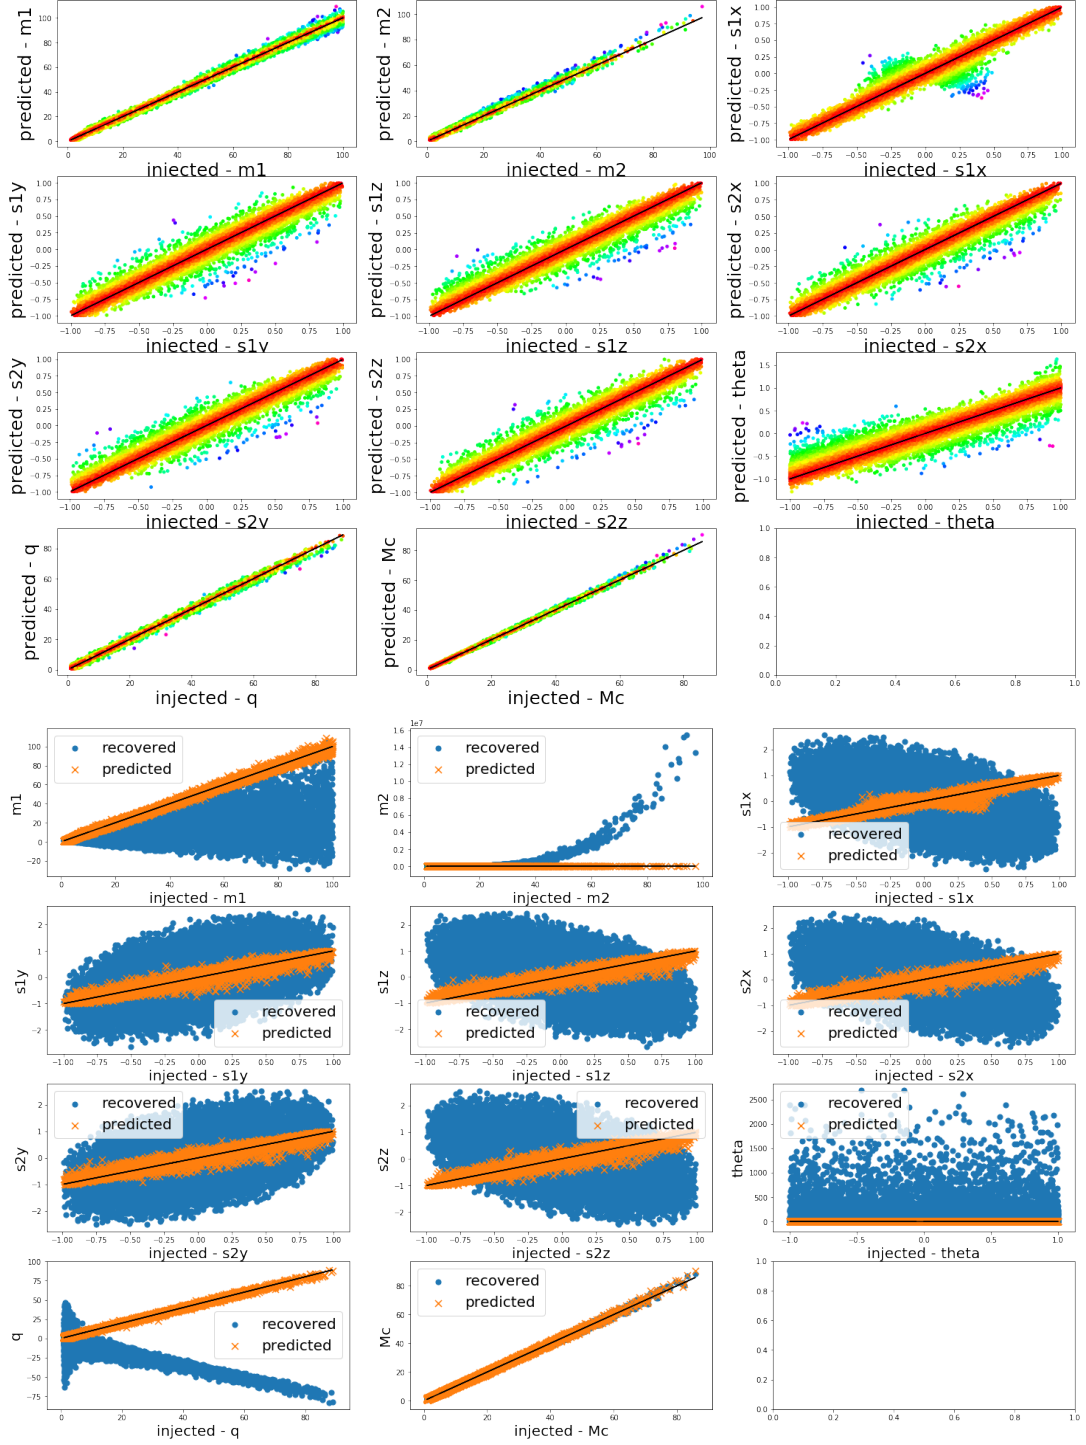 predicted - m1
injected - m1
predicted - m2
injected - m2
predicted - s1x
injected - s1x
predicted - s1y
injected - s1y
predicted - s1z
injected - s1z
predicted - s2x
injected - s2x
predicted - s2y
injected - s2y
predicted - s2z
injected - s2z
predicted - theta
injected - theta
predicted - q
injected - q
predicted - Mc
injected - Mc
m1
recovered
predicted
injected - m1
1e7
m2
recovered
predicted
injected - m2
s1x
recovered
predicted
injected - s1x
s1y
recovered
predicted
injected - s1y
s1z
recovered
predicted
injected - s1z
s2x
recovered
predicted
injected - s2x
s2y
recovered
predicted
injected - s2y
s2z
recovered
predicted
injected - s2z
theta
recovered
predicted
injected - theta
q
recovered
predicted
injected - q
Mc
recovered
predicted
injected - Mc